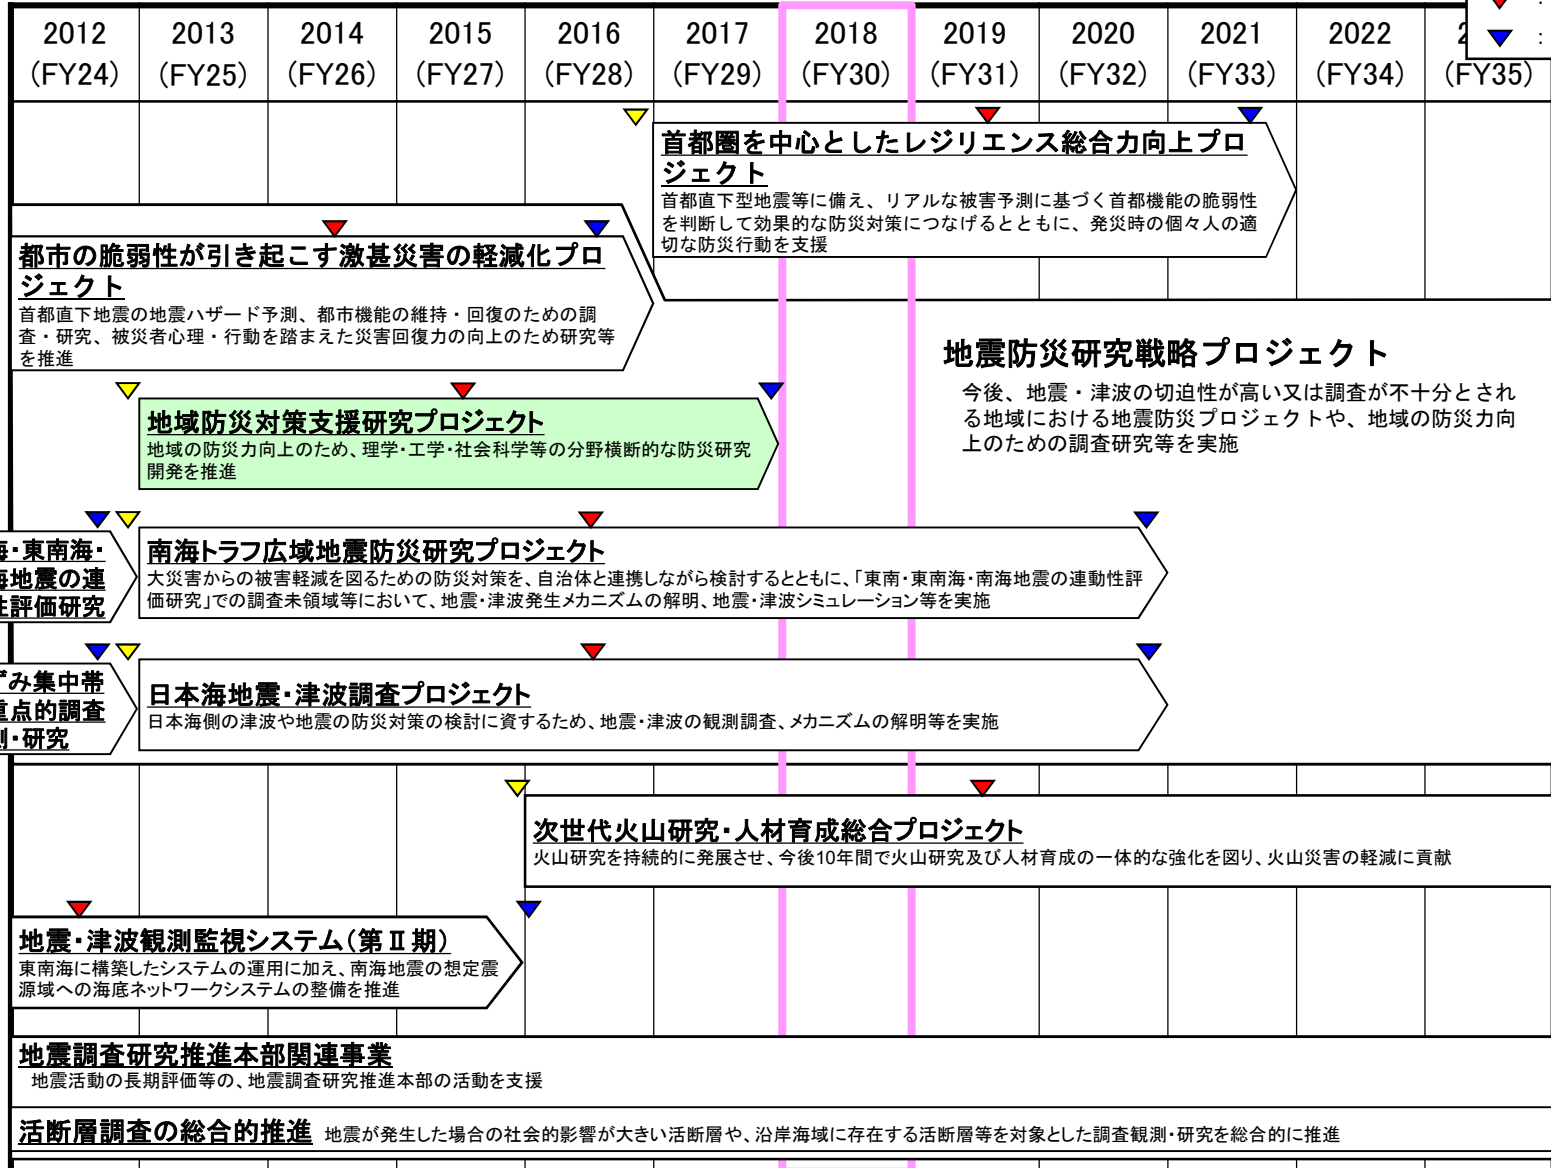 2012 2013 2014 2015 2016 2017 2018 2019 2020 2021 2022
(FY24) (FY25) (FY26) (FY27) (FY28) (FY29) (FY30) (FY31) (FY32) (FY33) (FY34) (FY35)
:
:
首都圏を中心としたレジリエンス総合力向上プロ
ジェクト
首都直下型地震等に備え、リアルな被害予測に基づく首都機能の脆弱性
を判断して効果的な防災対策につなげるとともに、発災時の個々人の適
切な防災行動を支援
都市の脆弱性が引き起こす激甚災害の軽減化プロ
ジェクト
首都直下地震の地震ハザード予測、都市機能の維持・回復のための調
査・研究、被災者心理・行動を踏まえた災害回復力の向上のため研究等
を推進
地震防災研究戦略プロジェクト
今後、地震・津波の切迫性が高い又は調査が不十分とされ
る地域における地震防災プロジェクトや、地域の防災力向
上のための調査研究等を実施
地域防災対策支援研究プロジェクト
地域の防災力向上のため、理学・工学・社会科学等の分野横断的な防災研究
開発を推進
海・東南海・
海地震の連
性評価研究
南海トラフ広域地震防災研究プロジェクト
大災害からの被害軽減を図るための防災対策を、自治体と連携しながら検討するとともに、「東南・東南海・南海地震の連動性評
価研究」での調査未領域等において、地震・津波発生メカニズムの解明、地震・津波シミュレーション等を実施
ずみ集中帯
重点的調査
測・研究
日本海地震・津波調査プロジェクト
日本海側の津波や地震の防災対策の検討に資するため、地震・津波の観測調査、メカニズムの解明等を実施
次世代火山研究・人材育成総合プロジェクト
火山研究を持続的に発展させ、今後10年間で火山研究及び人材育成の一体的な強化を図り、火山災害の軽減に貢献
地震・津波観測監視システム(第Ⅱ期)
東南海に構築したシステムの運用に加え、南海地震の想定震
源域への海底ネットワークシステムの整備を推進
地震調査研究推進本部関連事業
地震活動の長期評価等の、地震調査研究推進本部の活動を支援
活断層調査の総合的推進 地震が発生した場合の社会的影響が大きい活断層や、沿岸海域に存在する活断層等を対象とした調査観測・研究を総合的に推進